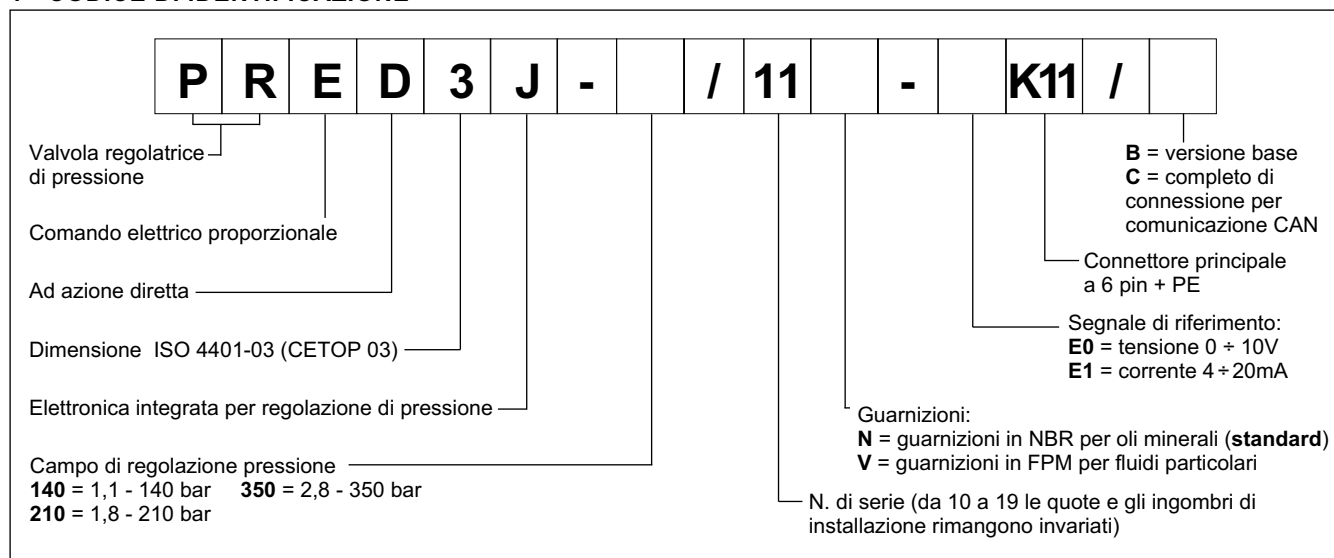 P R E D 3 J - / 11 - K11 /
Valvola regolatrice
di pressione
Comando elettrico proporzionale
Ad azione diretta
Dimensione ISO 4401-03 (CETOP 03)
Elettronica integrata per regolazione di pressione
Campo di regolazione pressione
140 = 1,1 - 140 bar 350 = 2,8 - 350 bar
210 = 1,8 - 210 bar
B = versione base
C = completo di
connessione per
comunicazione CAN
Connettore principale
a 6 pin + PE
Segnale di riferimento:
E0 = tensione 0 ÷ 10V
E1 = corrente 4 ÷ 20mA
Guarnizioni:
N = guarnizioni in NBR per oli minerali (standard)
V = guarnizioni in FPM per fluidi particolari
N. di serie (da 10 a 19 le quote e gli ingombri di
installazione rimangono invariati)